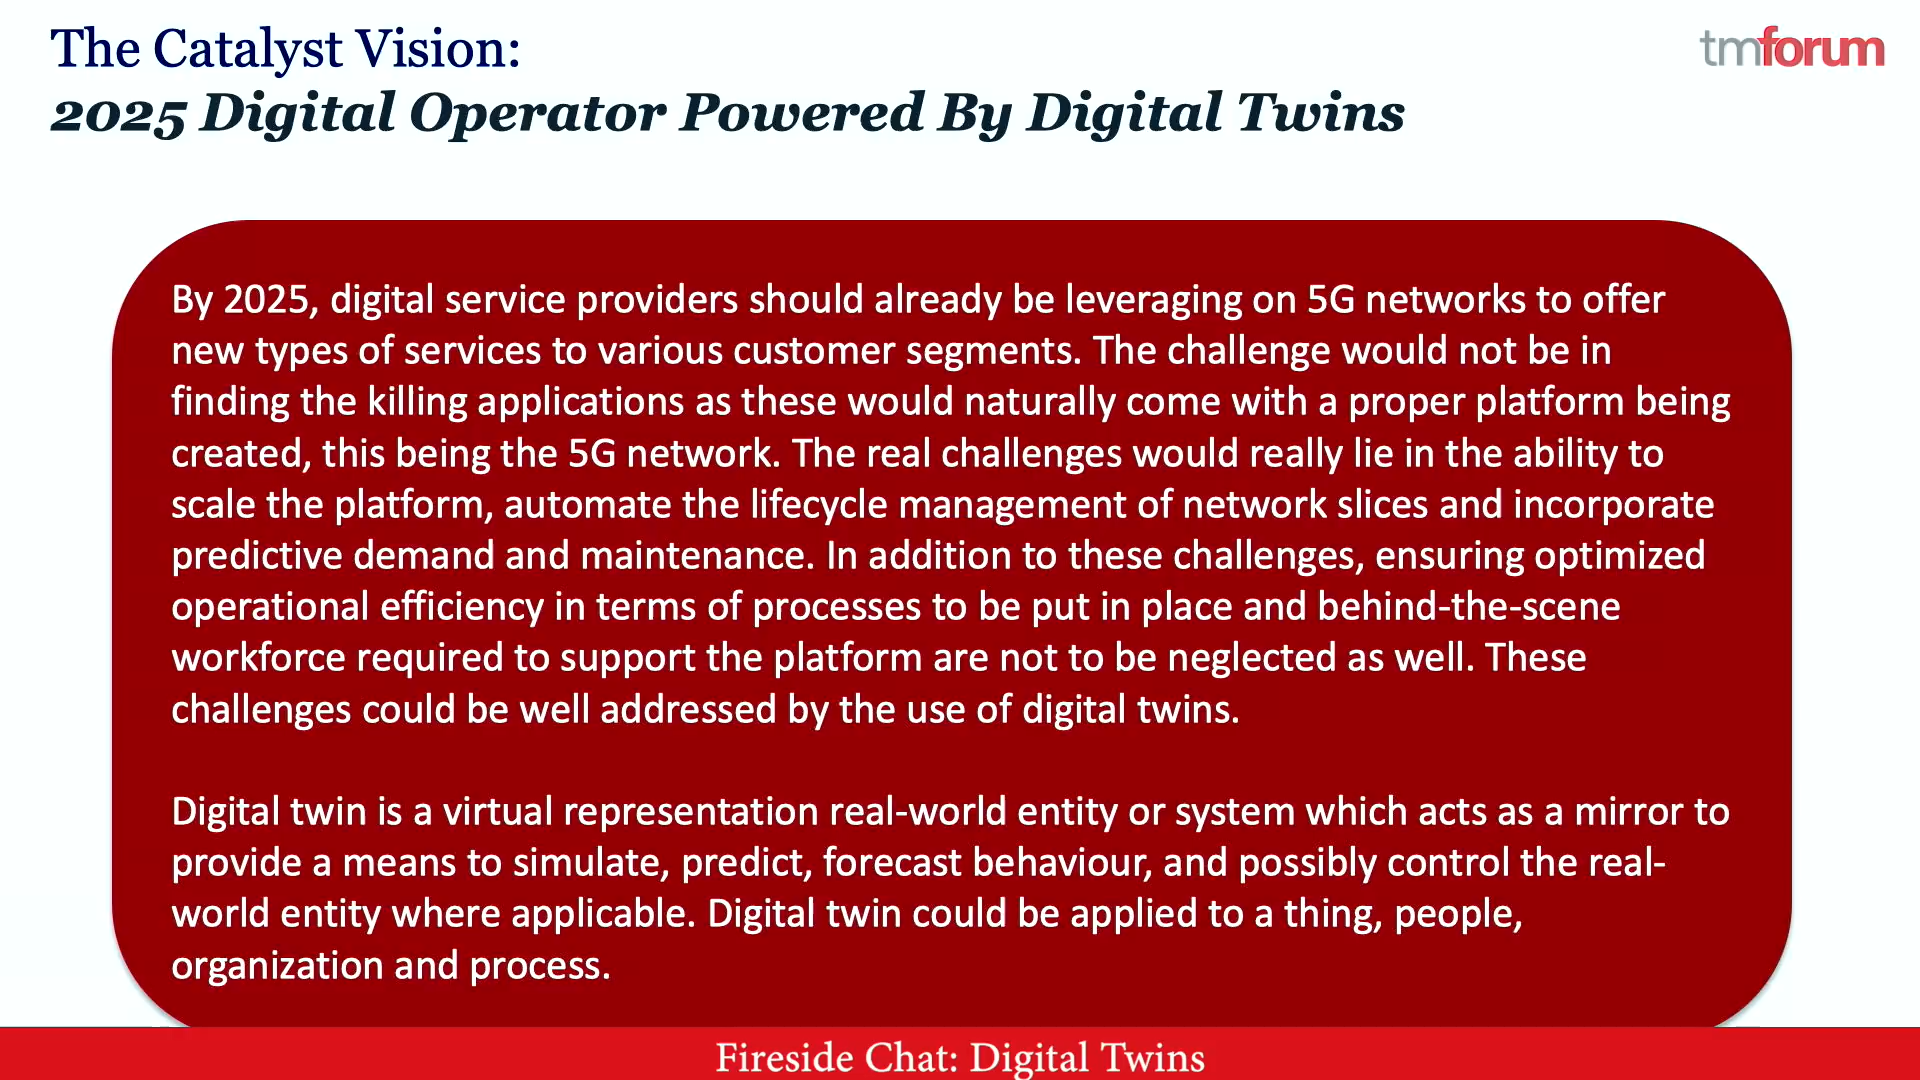 The Catalyst Vision:
tmforum
2025 Digital Operator Powered By Digital Twins
By 2025, digital service providers should already be leveraging on 5G networks to offer
new types of services to various customer segments. The challenge would not be in
finding the killing applications as these would naturally come with a proper platform being
created, this being the 5G network. The real challenges would really lie in the ability to
scale the platform, automate the lifecycle management of network slices and incorporate
predictive demand and maintenance. In addition to these challenges, ensuring optimized
operational efficiency in terms of processes to be put in place and behind-the-scene
workforce required to support the platform are not to be neglected as well. These
challenges could be well addressed by the use of digital twins.
Digital twin is a virtual representation real-world entity or system which acts as a mirror to
provide a means to simulate, predict, forecast behaviour, and possibly control the real-
world entity where applicable. Digital twin could be applied to a thing, people,
organization and process.
Fireside Chat: Digital Twins